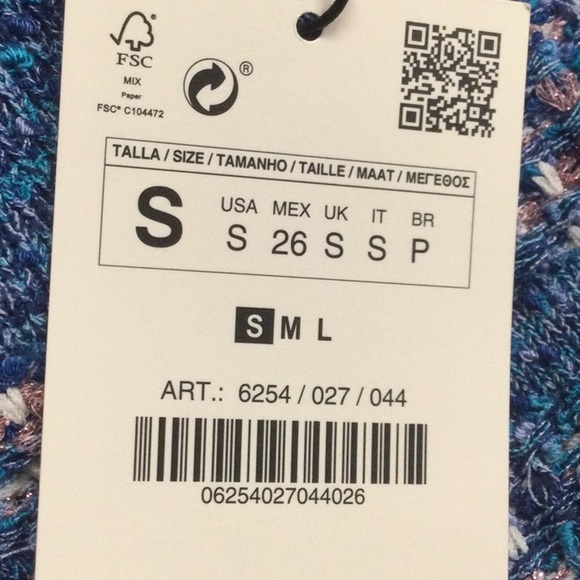 FSC
MIX
Paper
FSC® C104472
®
TALLA / SIZE / TAMANHO / TAILLE / MAAT / ΜΕΓΕΘΟΣ
S
USA MEX UK IT BR
S 26 S S P
S M L
ART.: 6254 / 027 / 044
06254027044026